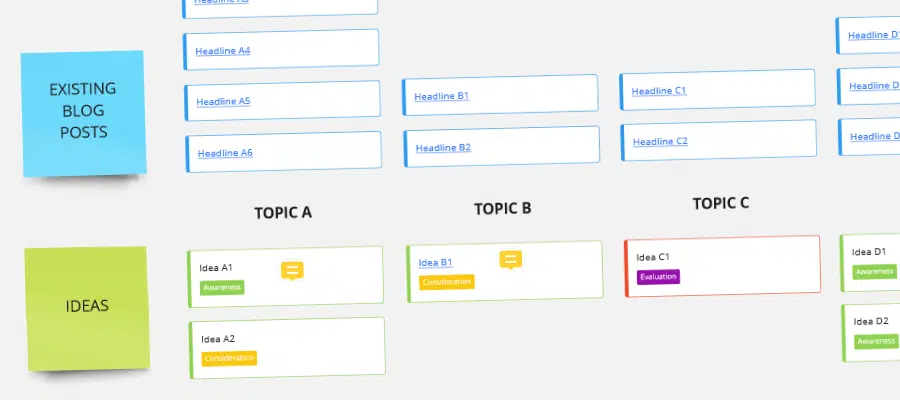 Headline A4
Headline A5
Headline A6
EXISTING
BLOG
POSTS
Headline B1
Headline B2
Headline C1
Headline C2
Headline D1
Headline D
Headline D
TOPIC A
TOPIC B
TOPIC C
IDEAS
Idea A1
Awareness
Idea A2
Consideration
Idea B1
Consideration
Idea C1
Evaluation
Idea D1
Awareness
Idea D2
Awareness